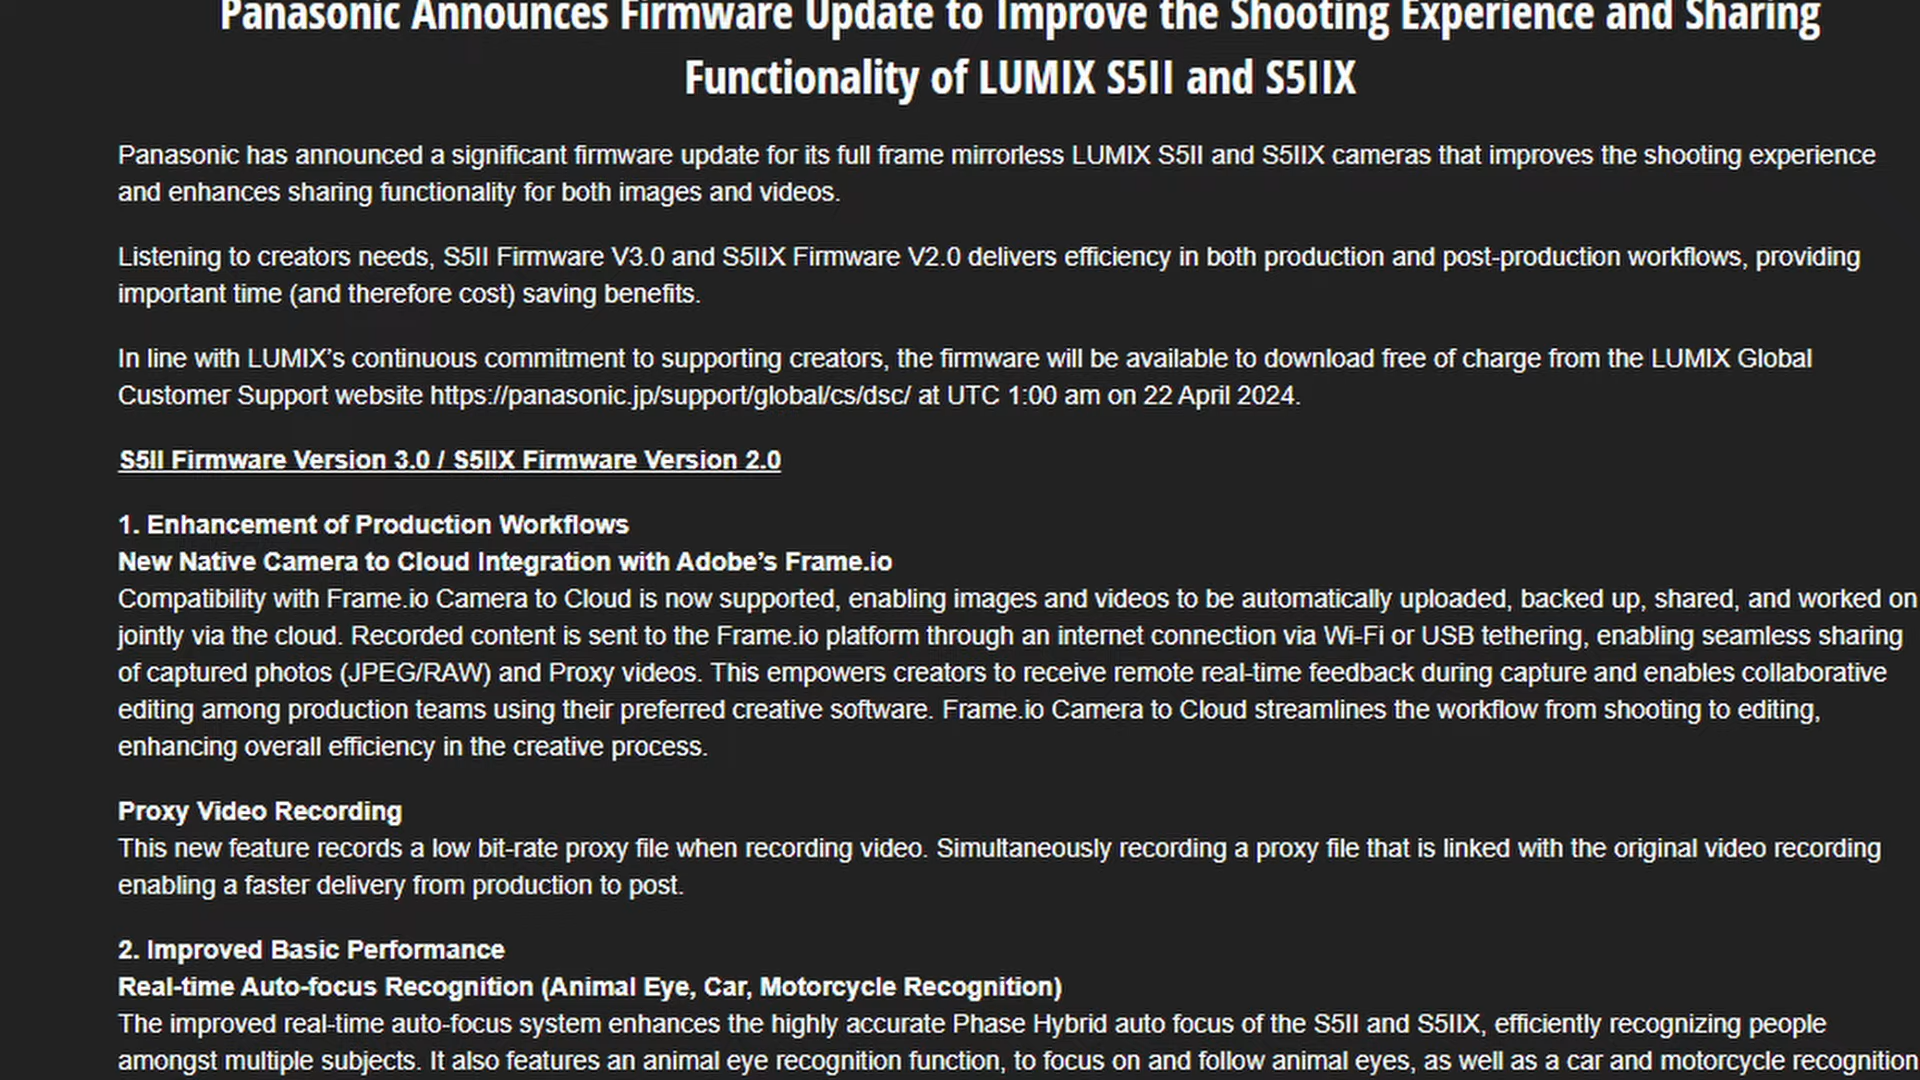 Panasonic Announces Firmware Update to Improve the Shooting Experience and Sharing
Functionality of LUMIX S5II and S5IIX
Panasonic has announced a significant firmware update for its full frame mirrorless LUMIX S5II and S5IIX cameras that improves the shooting experience
and enhances sharing functionality for both images and videos.
Listening to creators needs, S5II Firmware V3.0 and S5IIX Firmware V2.0 delivers efficiency in both production and post-production workflows, providing
important time (and therefore cost) saving benefits.
In line with LUMIX’s continuous commitment to supporting creators, the firmware will be available to download free of charge from the LUMIX Global
Customer Support website https://panasonic.jp/support/global/cs/dsc/ at UTC 1:00 am on 22 April 2024.
S5II Firmware Version 3.0 / S5IIX Firmware Version 2.0
1. Enhancement of Production Workflows
New Native Camera to Cloud Integration with Adobe’s Frame.io
Compatibility with Frame.io Camera to Cloud is now supported, enabling images and videos to be automatically uploaded, backed up, shared, and worked on
jointly via the cloud. Recorded content is sent to the Frame.io platform through an internet connection via Wi-Fi or USB tethering, enabling seamless sharing
of captured photos (JPEG/RAW) and Proxy videos. This empowers creators to receive remote real-time feedback during capture and enables collaborative
editing among production teams using their preferred creative software. Frame.io Camera to Cloud streamlines the workflow from shooting to editing,
enhancing overall efficiency in the creative process.
Proxy Video Recording
This new feature records a low bit-rate proxy file when recording video. Simultaneously recording a proxy file that is linked with the original video recording
enabling a faster delivery from production to post.
2. Improved Basic Performance
Real-time Auto-focus Recognition (Animal Eye, Car, Motorcycle Recognition)
The improved real-time auto-focus system enhances the highly accurate Phase Hybrid auto focus of the S5II and S5IIX, efficiently recognizing people
amongst multiple subjects. It also features an animal eye recognition function, to focus on and follow animal eyes, as well as a car and motorcycle recognition